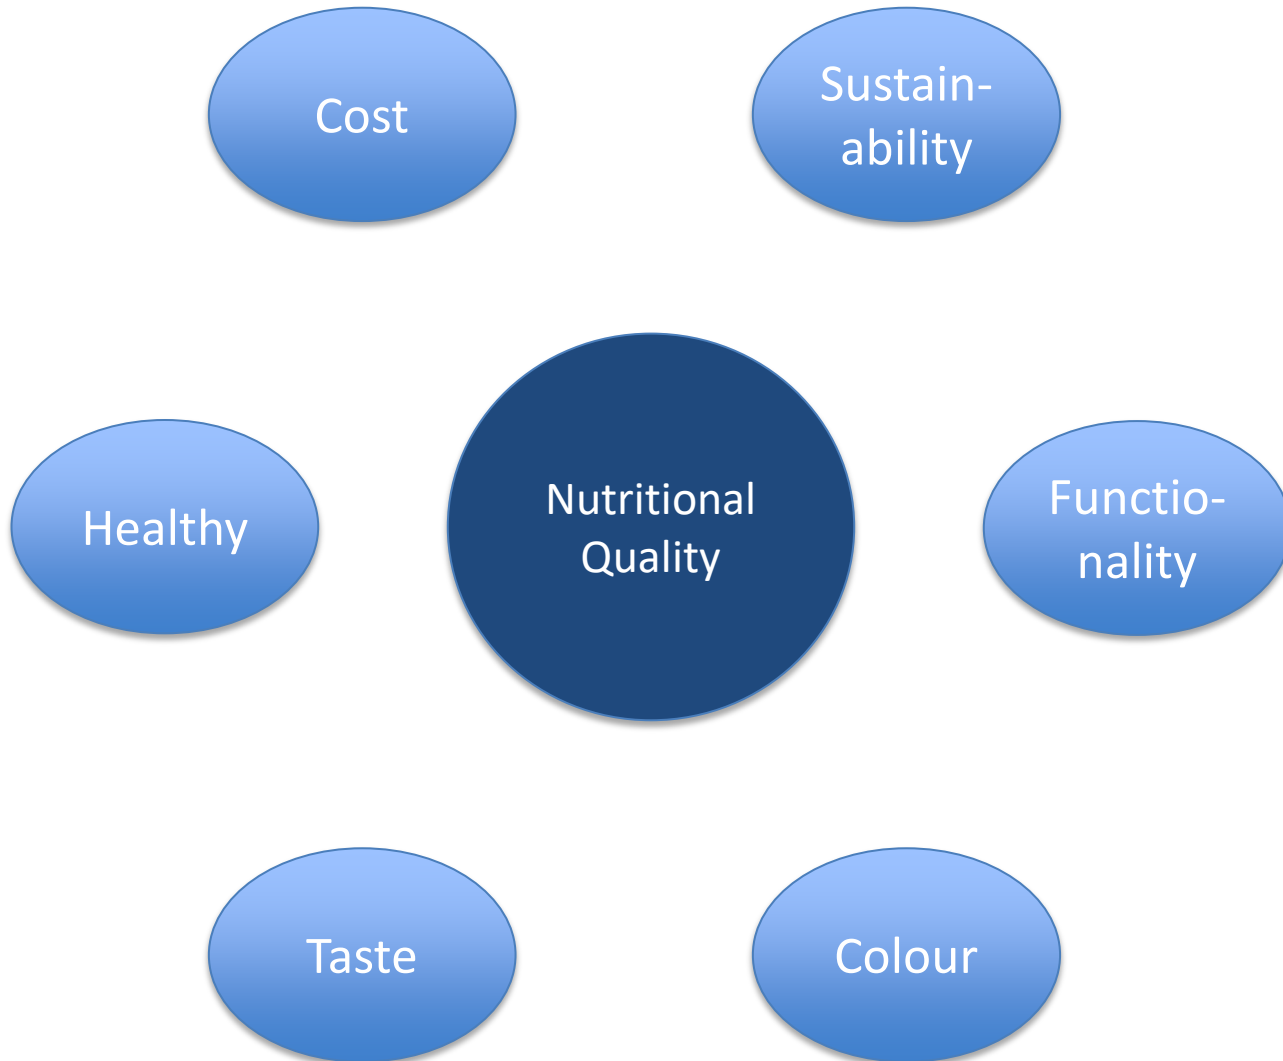 Cost
Sustain-
ability
Healthy
Nutritional
Quality
Functio-
nality
Taste
Colour